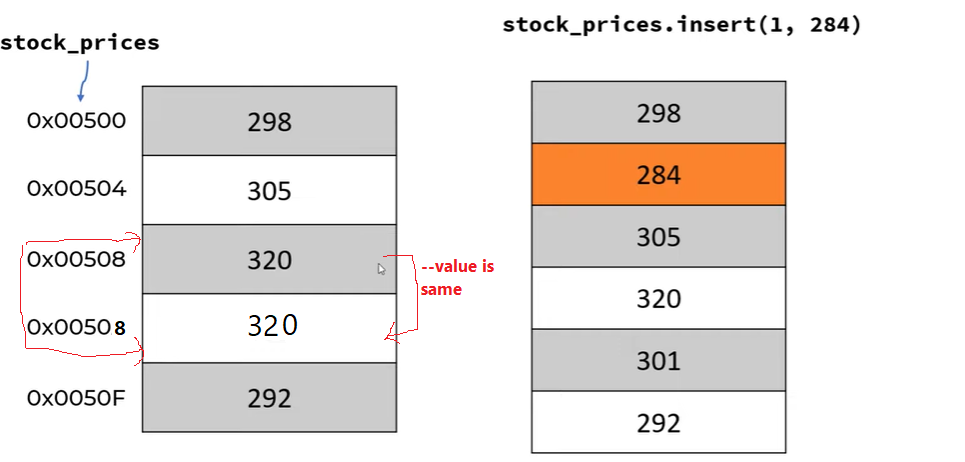 stock_prices.insert(1, 284)
stock_prices
0x00500 298
0x00504 305
0x00508 320
0x00508 320
0x0050F 292
--value is
same
298
284
305
320
301
292